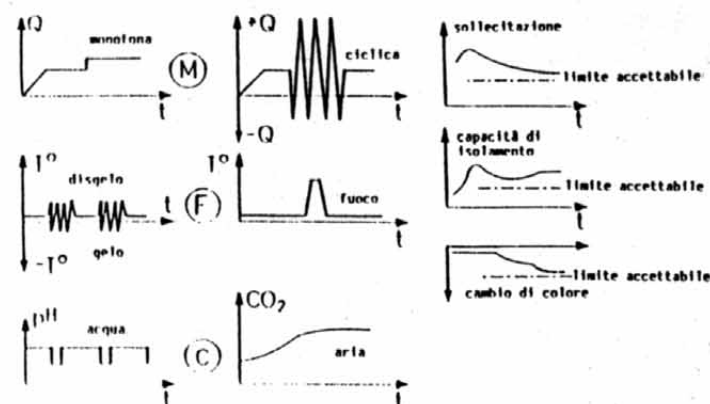 Q
monotona
M
t
+Q
ciclica
-Q
t
sollecitazione
limite accettabile
t
T°
disgelo
t
gelo
-T°
F
T°
fuoco
t
capacità di
isolamento
limite accettabile
t
limite accettabile
cambio di colore
pH
acqua
t
C
CO₂
aria
t